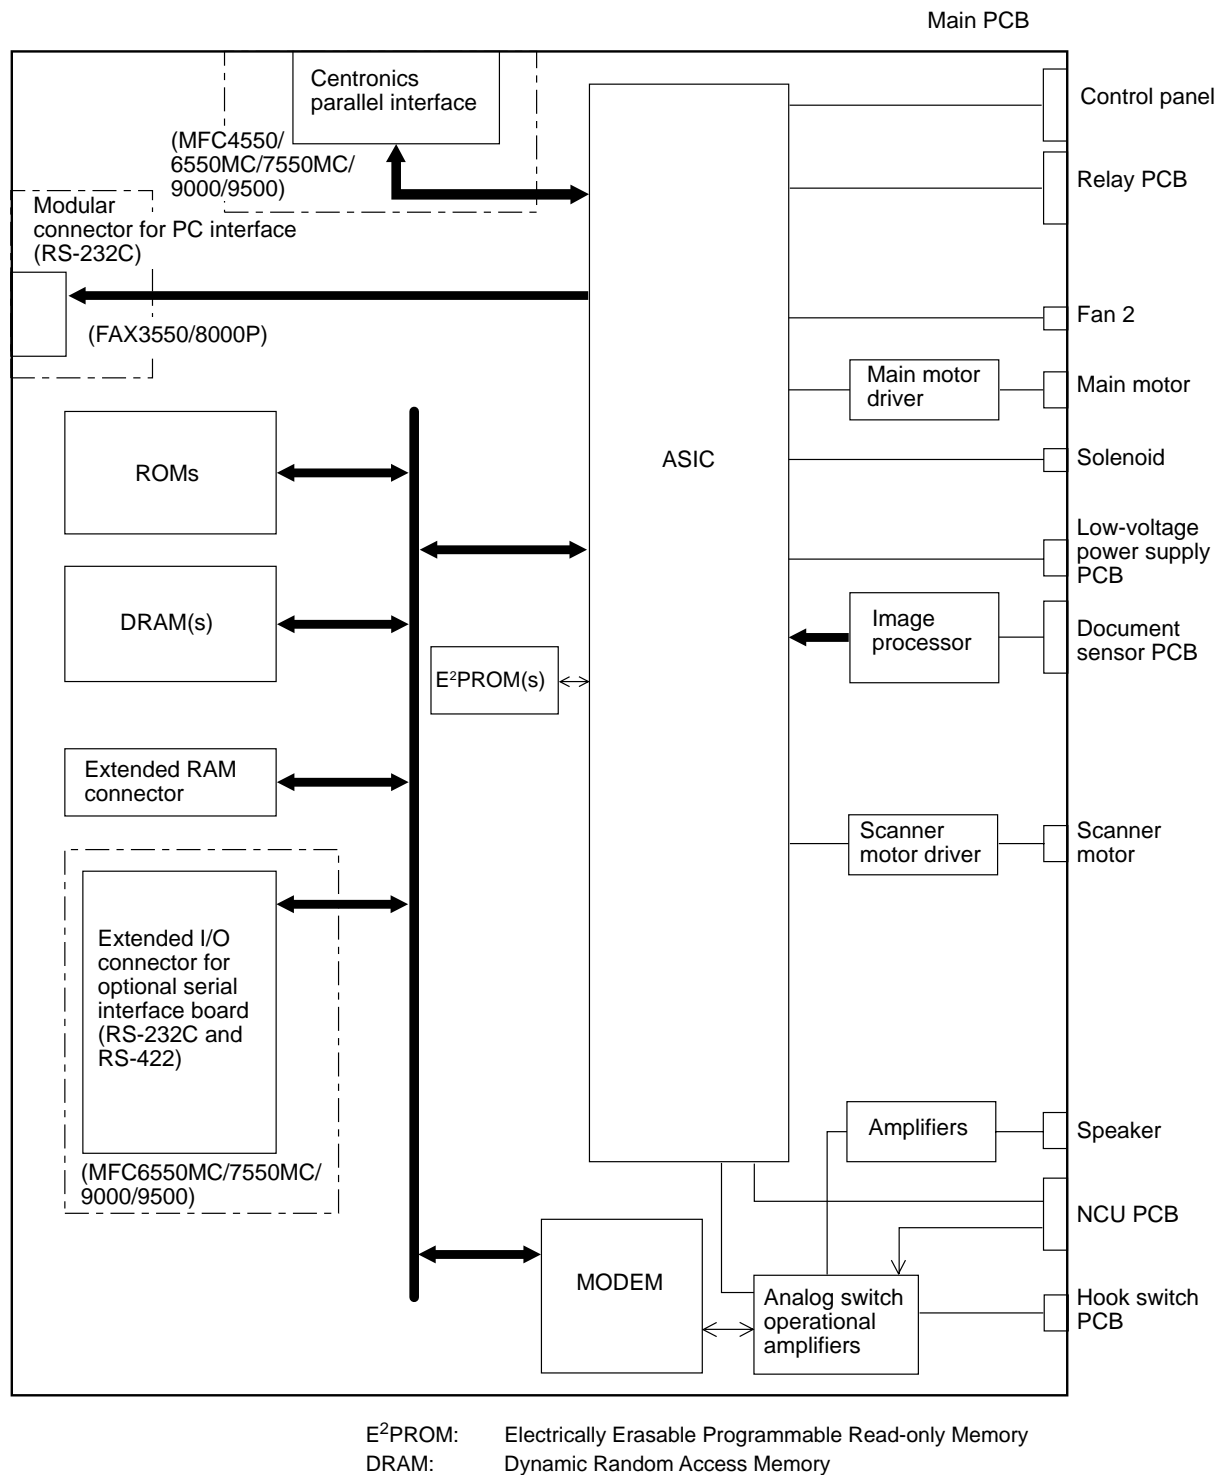 Main PCB
Centronics
parallel interface
(MFC4550/
6550MC/7550MC/
9000/9500)
Modular
connector for PC interface
(RS-232C)
(FAX3550/8000P)
ROMs
DRAM(s)
E²PROM(s)
Extended RAM
connector
Extended I/O
connector for
optional serial
interface board
(RS-232C and
RS-422)
(MFC6550MC/7550MC/
9000/9500)
ASIC
MODEM
Main motor
driver
Image
processor
Scanner
motor driver
Amplifiers
Analog switch
operational
amplifiers
Control panel
Relay PCB
Fan 2
Main motor
Solenoid
Low-voltage
power supply
PCB
Document
sensor PCB
Scanner
motor
Speaker
NCU PCB
Hook switch
PCB
E²PROM: Electrically Erasable Programmable Read-only Memory
DRAM: Dynamic Random Access Memory